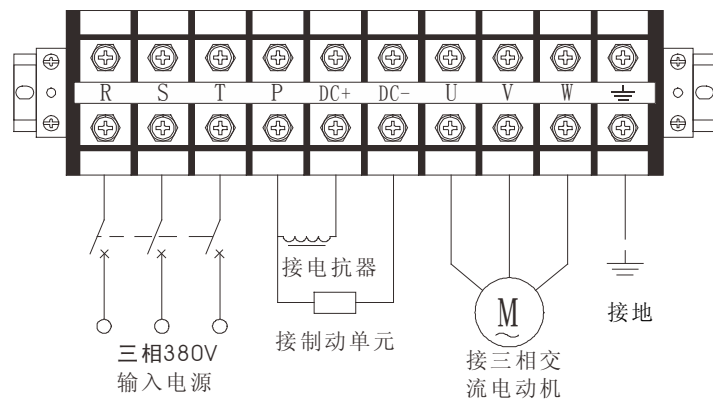 R S T P DC+ DC- U V W
接电抗器
接制动单元
M
~
接地
三相380V
输入电源
接三相交
流电动机